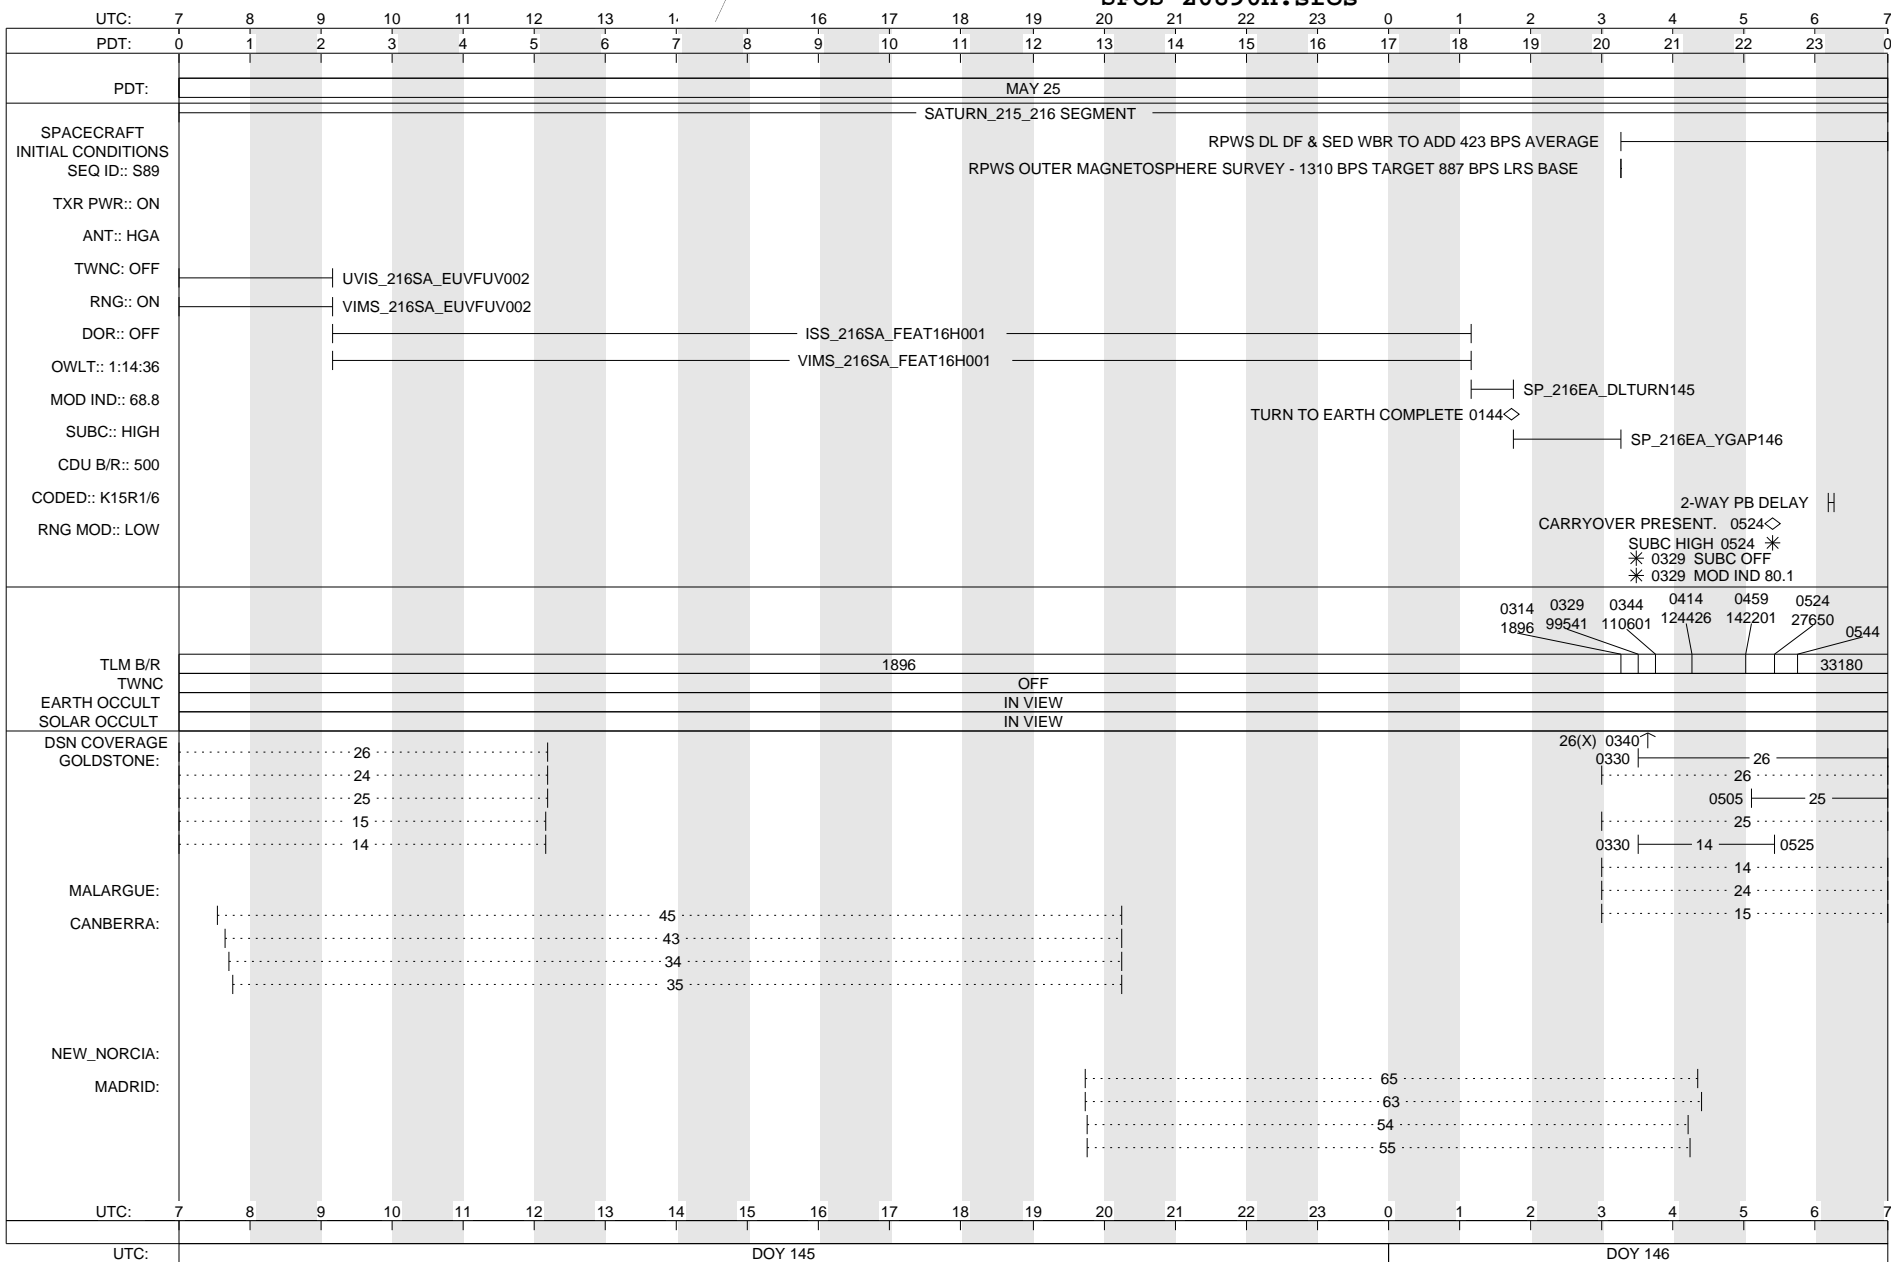 UTC: 7 8 9 10 11 12 13 16 17 18 19 20 21 22 23 0 1 2 3 4 5 6 7
PDT: 0 1 2 3 4 5 6 7 8 9 10 11 12 13 14 15 16 17 18 19 20 21 22 23 0
PDT: MAY 25
SATURN_215_216 SEGMENT
SPACECRAFT
INITIAL CONDITIONS
SEQ ID:: S89
TXR PWR:: ON
ANT:: HGA
TWNC: OFF
RNG:: ON
DOR:: OFF
OWLT:: 1:14:36
MOD IND:: 68.8
SUBC:: HIGH
CDU B/R:: 500
CODED:: K15R1/6
RNG MOD:: LOW
RPWS DL DF & SED WBR TO ADD 423 BPS AVERAGE
RPWS OUTER MAGNETOSPHERE SURVEY - 1310 BPS TARGET 887 BPS LRS BASE
UVIS_216SA_EUVFUV002
VIMS_216SA_EUVFUV002
ISS_216SA_FEAT16H001
VIMS_216SA_FEAT16H001
SP_216EA_DLTURN145
TURN TO EARTH COMPLETE 0144
SP_216EA_YGAP146
2-WAY PB DELAY
CARRYOVER PRESENT. 0524
SUBC HIGH 0524
0329 SUBC OFF
0329 MOD IND 80.1
0314 0329 0344 0414 0459 0524 0544
1896 99541 110601 124426 142201 27650
TLM B/R 1896 33180
TWNC OFF
EARTH OCCULT IN VIEW
SOLAR OCCULT IN VIEW
DSN COVERAGE 26(X) 0340
GOLDSTONE: 26 0330 26
24 26
25 0505 25
15 25
14 0330 14 0525
14
MALARGUE: 24
CANBERRA: 45 15
43
34
35
NEW_NORCIA:
MADRID: 65
63
54
55
UTC: 7 8 9 10 11 12 13 14 15 16 17 18 19 20 21 22 23 0 1 2 3 4 5 6 7
UTC: DOY 145 DOY 146